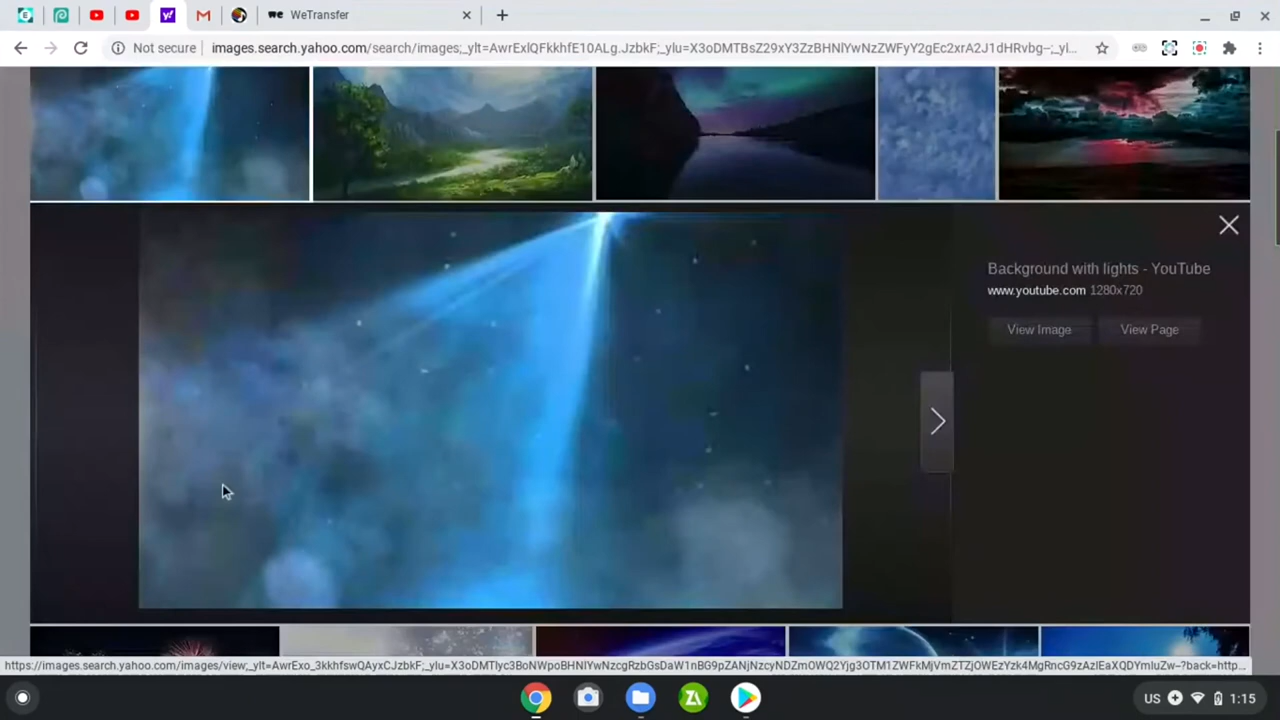 WeTransfer
Not secure
images.search.yahoo.com/search/images;_ylt=AwrExlQFkkhfE10ALg.JzbkF;_ylu=X3oDMTBsZ29xY3ZzBHNlYwNzZWFyY2gEc2xrA2J1dHRvbg--;_yl...
Background with lights - YouTube
www.youtube.com 1280x720
View Image View Page
US 1:15